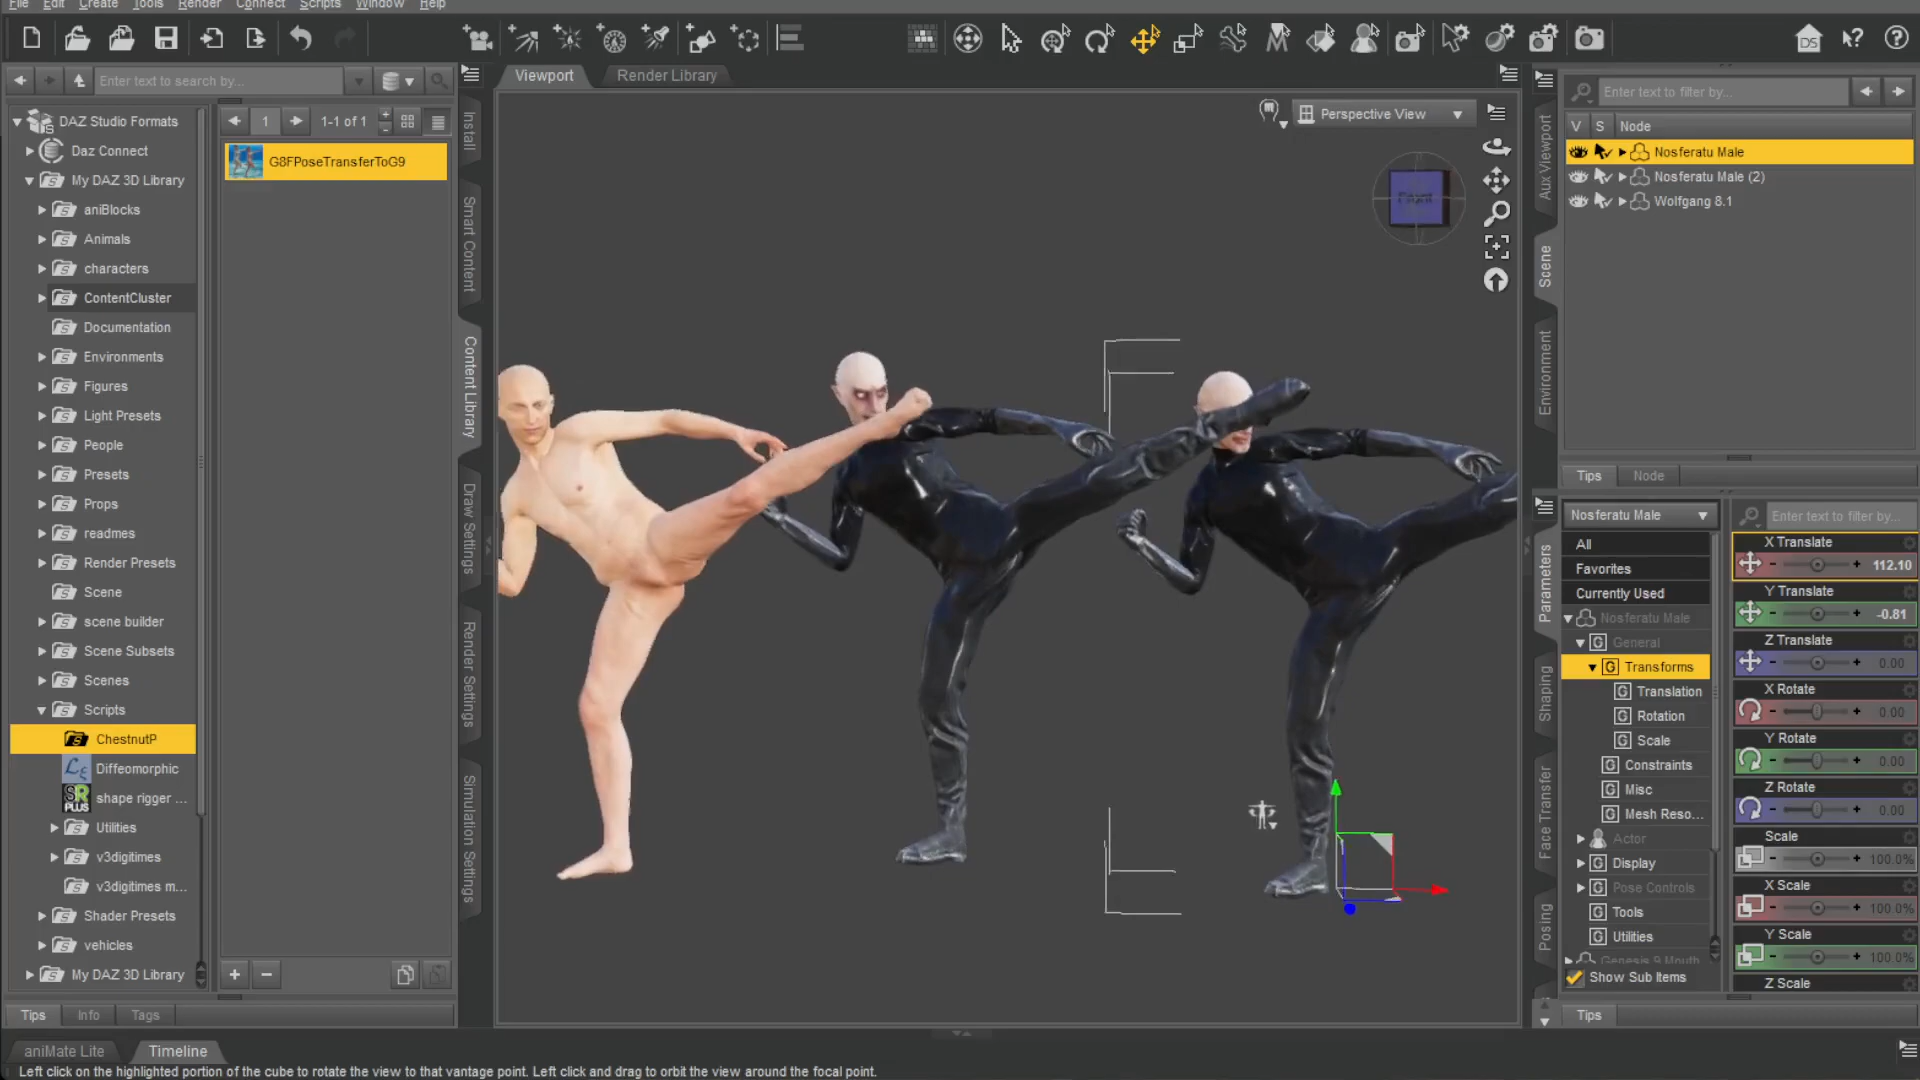 File Edit Create Tools Render Connect Scripts Window Help
Enter text to search by...
Viewport
Render Library
DAZ Studio Formats
Daz Connect
My DAZ 3D Library
aniBlocks
Animals
characters
ContentCluster
Documentation
Environments
Figures
Light Presets
People
Presets
Props
readmes
Render Presets
Scene
scene builder
Scene Subsets
Scenes
Scripts
ChestnutP
Diffeomorphic
shape rigger ...
Utilities
v3digitimes
v3digitimes m...
Shader Presets
vehicles
My DAZ 3D Library
Tips
Info
Tags
1
1-1 of 1
G8FPoseTransferToG9
Install
Smart Content
Content Library
Draw Settings
Render Settings
Simulation Settings
Perspective View
Front
Aux Viewport
Scene
Environment
Enter text to filter by...
V S Node
Nosferatu Male
Nosferatu Male (2)
Wolfgang 8.1
Tips
Node
Parameters
Shaping
Face Transfer
Posing
Nosferatu Male
All
Favorites
Currently Used
Nosferatu Male
General
Transforms
Translation
Rotation
Scale
Constraints
Misc
Mesh Reso...
Actor
Display
Pose Controls
Tools
Utilities
Genesis 9 Mouth
Show Sub Items
Enter text to filter by...
X Translate
112.10
Y Translate
-0.81
Z Translate
0.00
X Rotate
0.00
Y Rotate
0.00
Z Rotate
0.00
Scale
100.0%
X Scale
100.0%
Y Scale
100.0%
Z Scale
Tips
aniMate Lite
Timeline
Left click on the highlighted portion of the cube to rotate the view to that vantage point. Left click and drag to orbit the view around the focal point.
DS
SR
PLUS